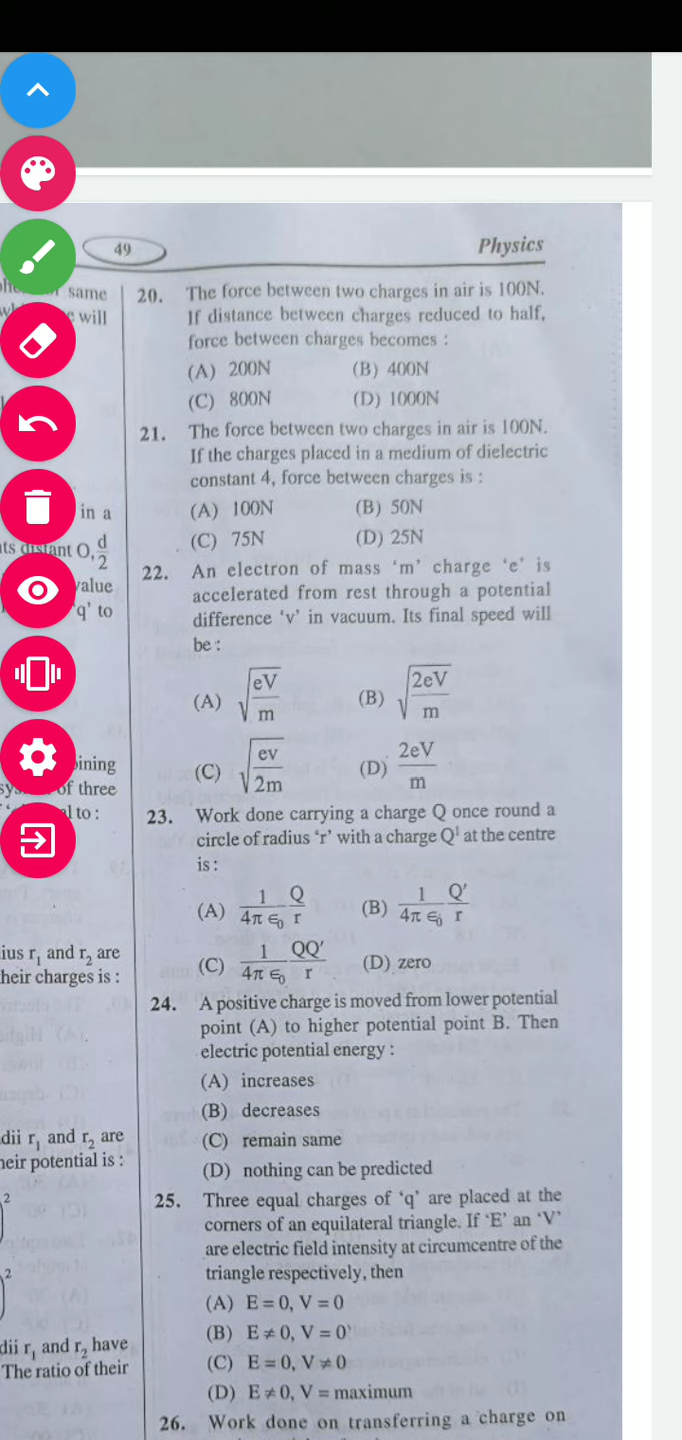 49
Physics
same
will
in a
distant O, d/2
value
'q' to
ining
of three
l to :
ius r₁ and r₂ are
heir charges is :
dii r₁ and r₂ are
heir potential is :
2
2
dii r₁ and r₂ have
The ratio of their
20. The force between two charges in air is 100N.
If distance between charges reduced to half,
force between charges becomes :
(A) 200N (B) 400N
(C) 800N (D) 1000N
21. The force between two charges in air is 100N.
If the charges placed in a medium of dielectric
constant 4, force between charges is :
(A) 100N (B) 50N
(C) 75N (D) 25N
22. An electron of mass 'm' charge 'e' is
accelerated from rest through a potential
difference 'v' in vacuum. Its final speed will
be :
(A) √(eV/m) (B) √(2eV/m)
(C) √(ev/2m) (D) 2eV/m
23. Work done carrying a charge Q once round a
circle of radius 'r' with a charge Q¹ at the centre
is :
(A) 1/4π∈₀ Q/r (B) 1/4π∈₀ Q′/r
(C) 1/4π∈₀ QQ′/r (D) zero
24. A positive charge is moved from lower potential
point (A) to higher potential point B. Then
electric potential energy :
(A) increases
(B) decreases
(C) remain same
(D) nothing can be predicted
25. Three equal charges of 'q' are placed at the
corners of an equilateral triangle. If 'E' an 'V'
are electric field intensity at circumcentre of the
triangle respectively, then
(A) E = 0, V = 0
(B) E ≠ 0, V = 0
(C) E = 0, V ≠ 0
(D) E ≠ 0, V = maximum
26. Work done on transferring a charge on